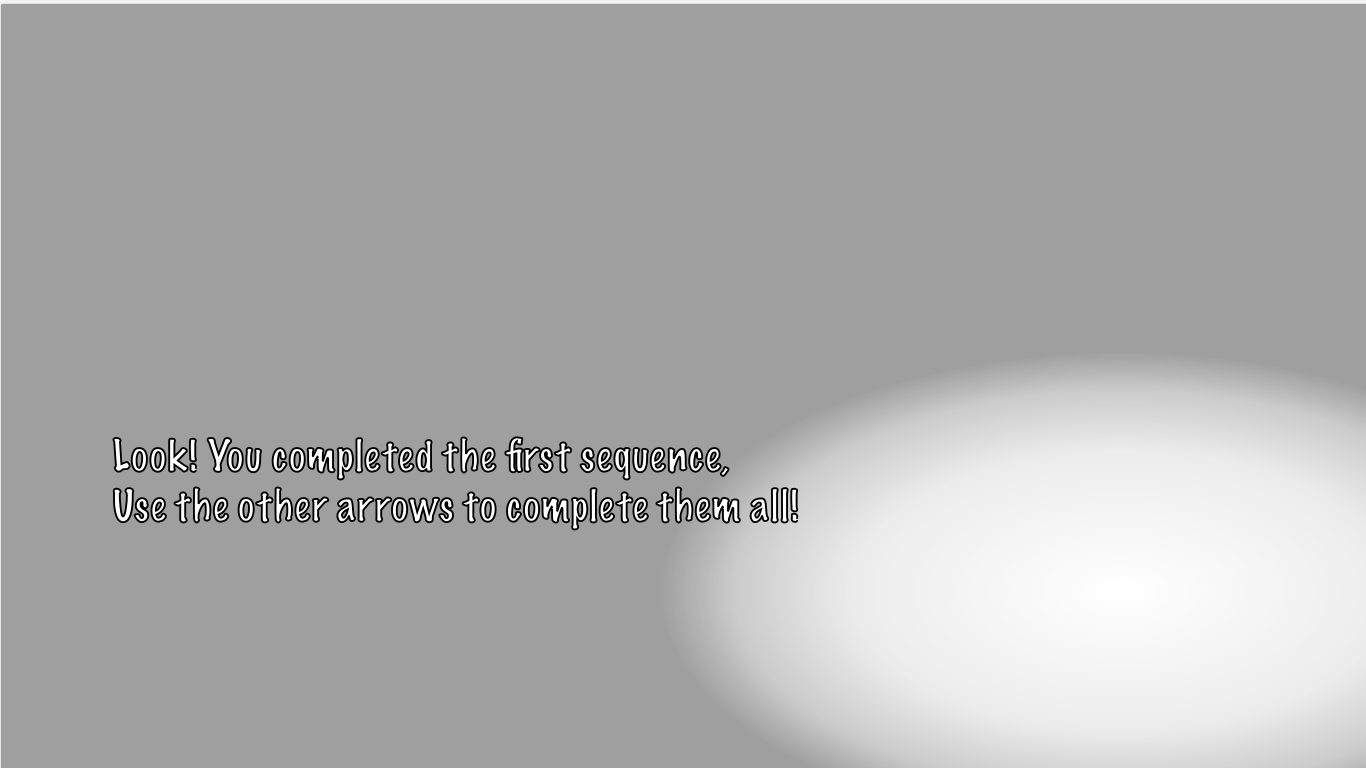 Look! You completed the first sequence,
Use the other arrows to complete them all!